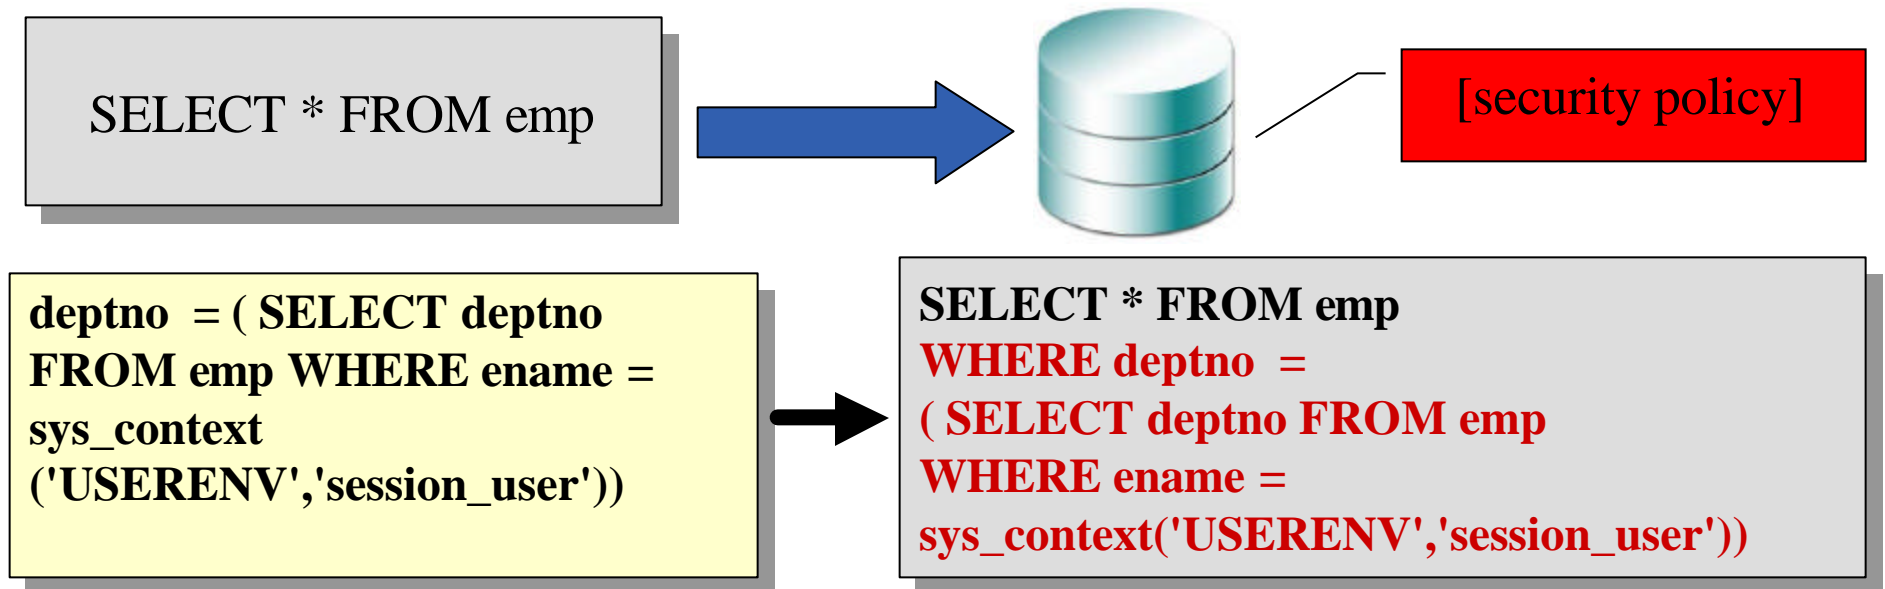 SELECT * FROM emp
[security policy]
deptno = ( SELECT deptno
FROM emp WHERE ename =
sys_context
('USERENV','session_user'))
SELECT * FROM emp
WHERE deptno =
( SELECT deptno FROM emp
WHERE ename =
sys_context('USERENV','session_user'))